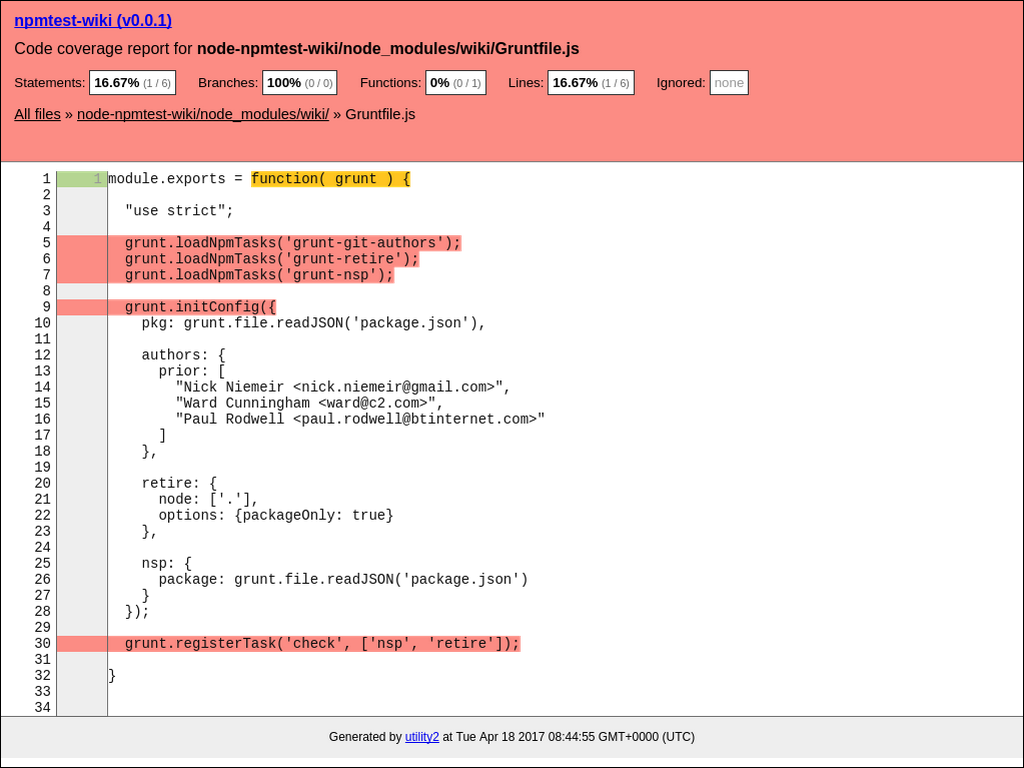 npmtest-wiki (v0.0.1)
Code coverage report for node-npmtest-wiki/node_modules/wiki/Gruntfile.js
Statements: 16.67% (1 / 6) Branches: 100% (0 / 0) Functions: 0% (0 / 1) Lines: 16.67% (1 / 6) Ignored: none
All files » node-npmtest-wiki/node_modules/wiki/ » Gruntfile.js
1 1 module.exports = function( grunt ) {
2
3 "use strict";
4
5 grunt.loadNpmTasks('grunt-git-authors');
6 grunt.loadNpmTasks('grunt-retire');
7 grunt.loadNpmTasks('grunt-nsp');
8
9 grunt.initConfig({
10 pkg: grunt.file.readJSON('package.json'),
11
12 authors: {
13 prior: [
14 "Nick Niemeir <nick.niemeir@gmail.com>",
15 "Ward Cunningham <ward@c2.com>",
16 "Paul Rodwell <paul.rodwell@btinternet.com>"
17 ]
18 },
19
20 retire: {
21 node: ['.'],
22 options: {packageOnly: true}
23 },
24
25 nsp: {
26 package: grunt.file.readJSON('package.json')
27 }
28 });
29
30 grunt.registerTask('check', ['nsp', 'retire']);
31
32 }
33
34
Generated by utility2 at Tue Apr 18 2017 08:44:55 GMT+0000 (UTC)